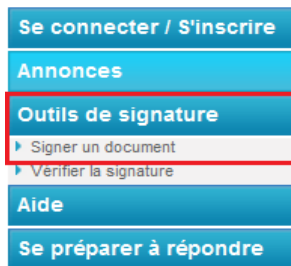 Se connecter / S'inscrire
Annonces
Outils de signature
Signer un document
Vérifier la signature
Aide
Se préparer à répondre